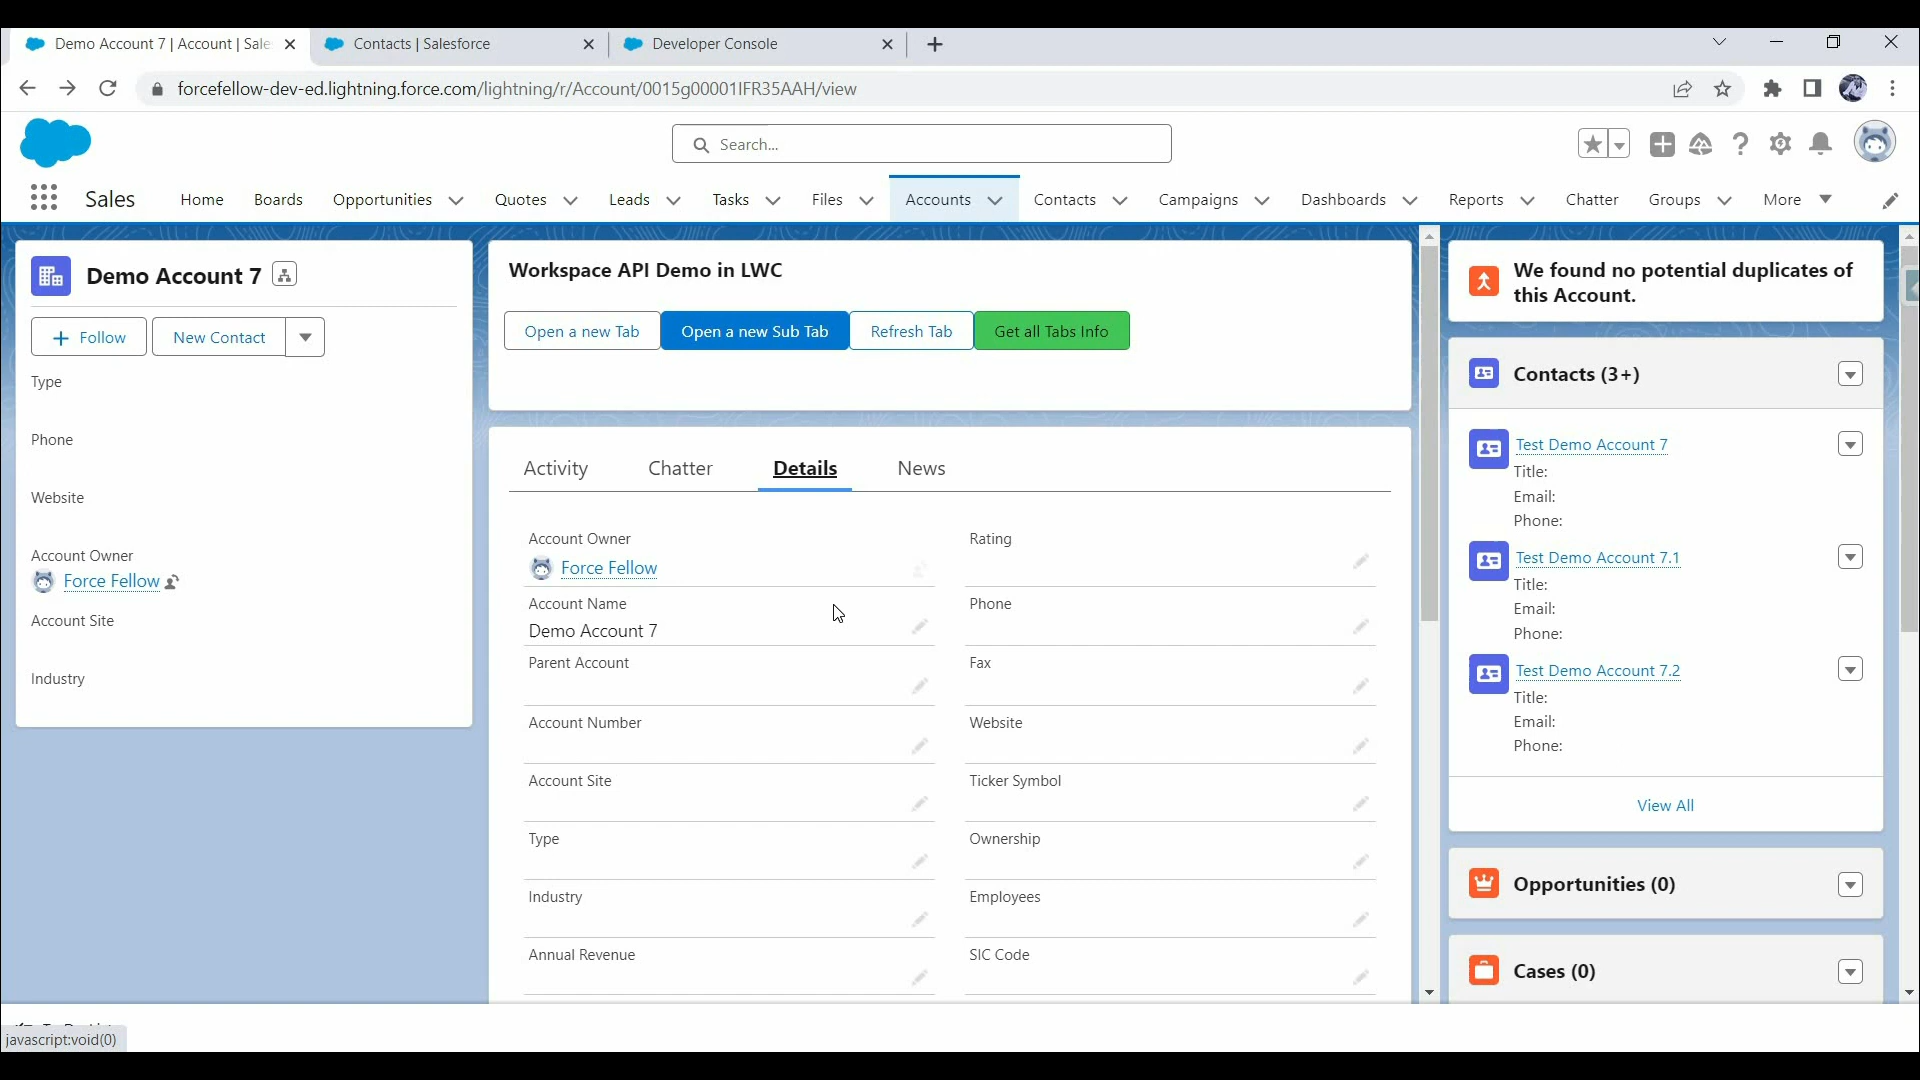 Demo Account 7 | Account | Sale
Contacts | Salesforce
Developer Console
forcefellow-dev-ed.lightning.force.com/lightning/r/Account/0015g00001IFR35AAH/view
Search...
Sales
Home
Boards
Opportunities
Quotes
Leads
Tasks
Files
Accounts
Contacts
Campaigns
Dashboards
Reports
Chatter
Groups
More
Demo Account 7
Follow
New Contact
Type
Phone
Website
Account Owner
Force Fellow
Account Site
Industry
Workspace API Demo in LWC
Open a new Tab
Open a new Sub Tab
Refresh Tab
Get all Tabs Info
Activity
Chatter
Details
News
Account Owner
Force Fellow
Rating
Account Name
Demo Account 7
Phone
Parent Account
Fax
Account Number
Website
Account Site
Ticker Symbol
Type
Ownership
Industry
Employees
Annual Revenue
SIC Code
We found no potential duplicates of
this Account.
Contacts (3+)
Test Demo Account 7
Title:
Email:
Phone:
Test Demo Account 7.1
Title:
Email:
Phone:
Test Demo Account 7.2
Title:
Email:
Phone:
View All
Opportunities (0)
Cases (0)
javascript:void(0)